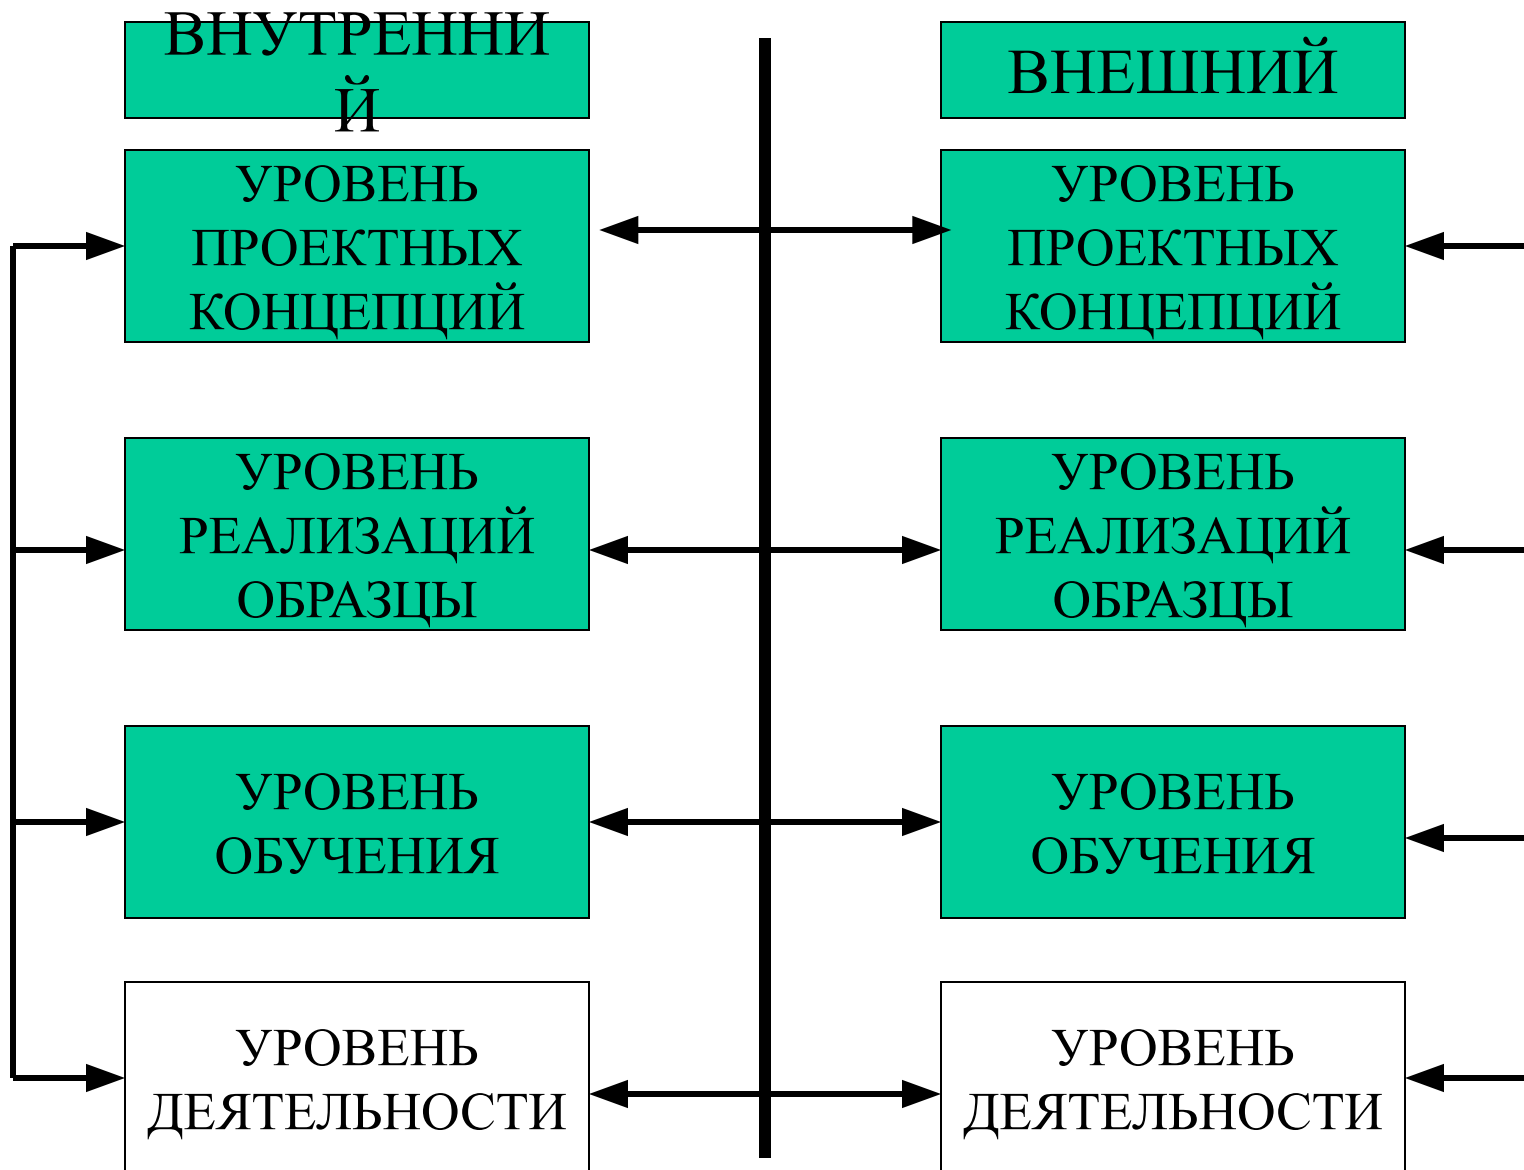 ВНУТРЕННИ
Й
УРОВЕНЬ
ПРОЕКТНЫХ
КОНЦЕПЦИЙ
УРОВЕНЬ
РЕАЛИЗАЦИЙ
ОБРАЗЦЫ
УРОВЕНЬ
ОБУЧЕНИЯ
УРОВЕНЬ
ДЕЯТЕЛЬНОСТИ
ВНЕШНИЙ
УРОВЕНЬ
ПРОЕКТНЫХ
КОНЦЕПЦИЙ
УРОВЕНЬ
РЕАЛИЗАЦИЙ
ОБРАЗЦЫ
УРОВЕНЬ
ОБУЧЕНИЯ
УРОВЕНЬ
ДЕЯТЕЛЬНОСТИ